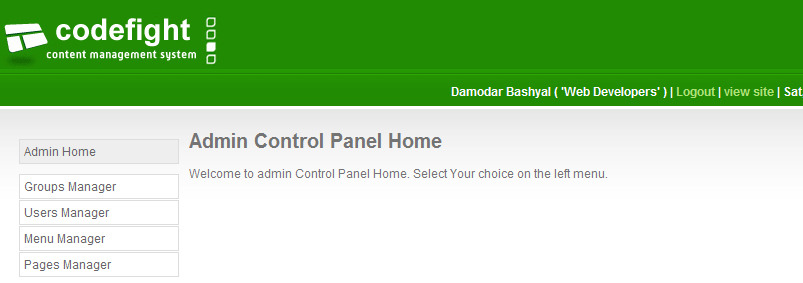 codefight
content management system
Damodar Bashyal ( 'Web Developers' ) | Logout | view site | Sat
Admin Home
Admin Control Panel Home
Welcome to admin Control Panel Home. Select Your choice on the left menu.
Groups Manager
Users Manager
Menu Manager
Pages Manager